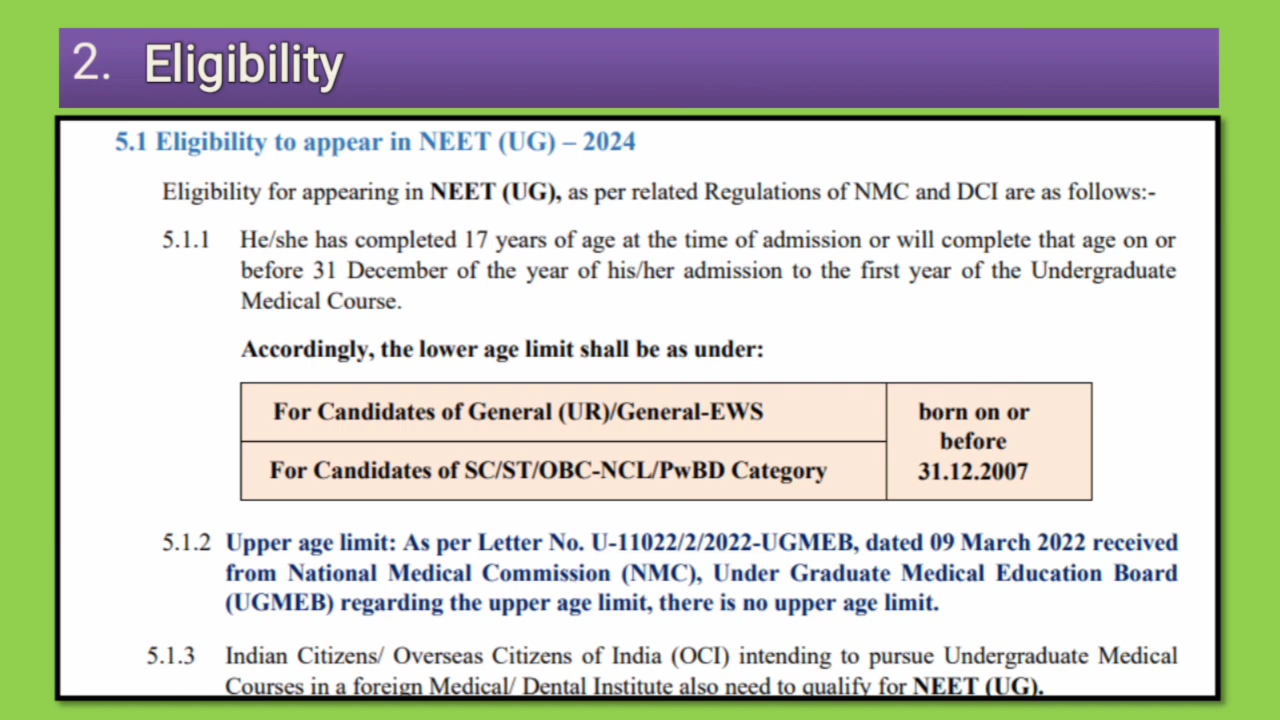 2. Eligibility
5.1 Eligibility to appear in NEET (UG) – 2024
Eligibility for appearing in NEET (UG), as per related Regulations of NMC and DCI are as follows:-
5.1.1 He/she has completed 17 years of age at the time of admission or will complete that age on or
before 31 December of the year of his/her admission to the first year of the Undergraduate
Medical Course.
Accordingly, the lower age limit shall be as under:
For Candidates of General (UR)/General-EWS
For Candidates of SC/ST/OBC-NCL/PwBD Category
born on or
before
31.12.2007
5.1.2 Upper age limit: As per Letter No. U-11022/2/2022-UGMEB, dated 09 March 2022 received
from National Medical Commission (NMC), Under Graduate Medical Education Board
(UGMEB) regarding the upper age limit, there is no upper age limit.
5.1.3 Indian Citizens/ Overseas Citizens of India (OCI) intending to pursue Undergraduate Medical
Courses in a foreign Medical/ Dental Institute also need to qualify for NEET (UG).